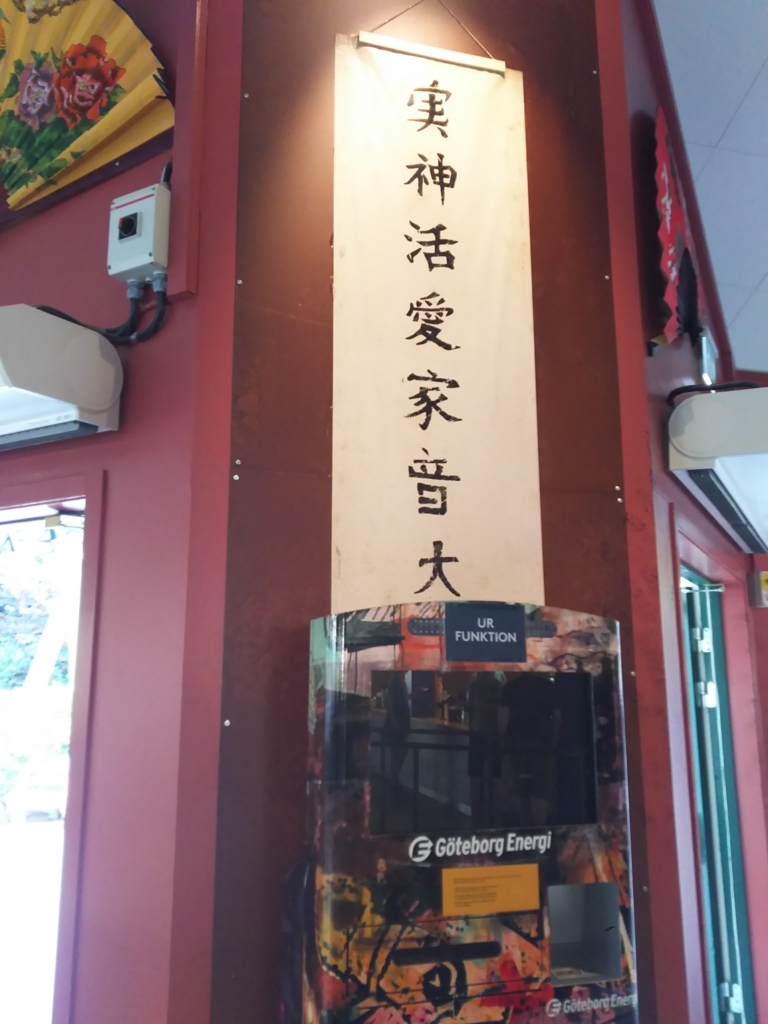 実神活愛家音大
UR
FUNKTION
Göteborg Energi
Göteborg Energi